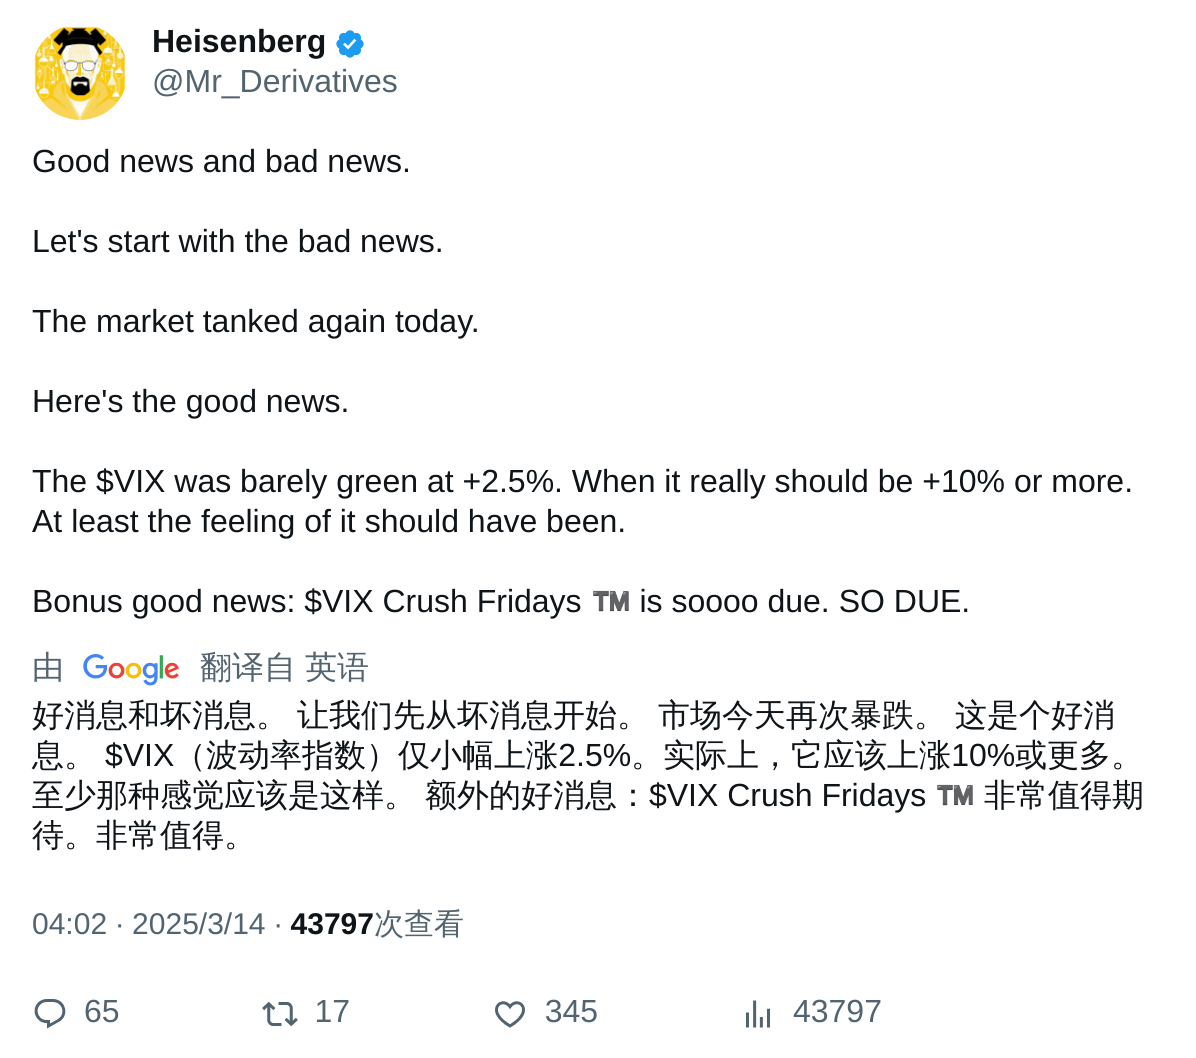 Heisenberg
@Mr_Derivatives
Good news and bad news.
Let's start with the bad news.
The market tanked again today.
Here's the good news.
The $VIX was barely green at +2.5%. When it really should be +10% or more.
At least the feeling of it should have been.
Bonus good news: $VIX Crush Fridays ™️ is soooo due. SO DUE.
由 Google 翻译自 英语
好消息和坏消息。 让我们先从坏消息开始。 市场今天再次暴跌。 这是个好消
息。 $VIX（波动率指数）仅小幅上涨2.5%。实际上，它应该上涨10%或更多。
至少那种感觉应该是这样。 额外的好消息：$VIX Crush Fridays ™️ 非常值得期
待。非常值得。
04:02 · 2025/3/14 · 43797次查看
65 17 345 43797